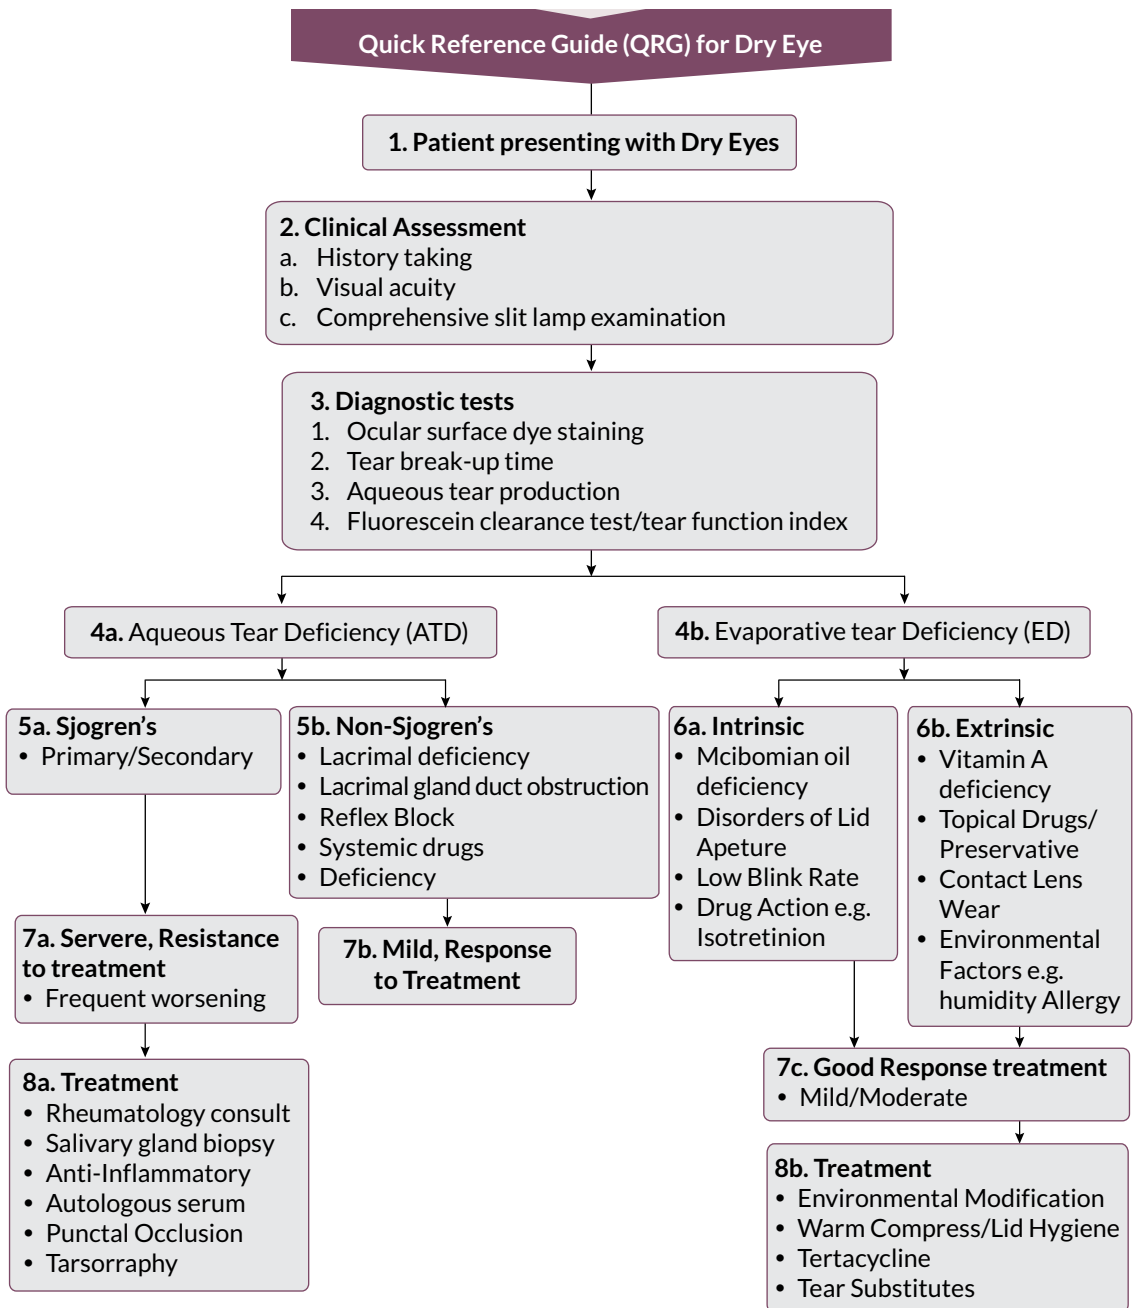 Quick Reference Guide (QRG) for Dry Eye
1. Patient presenting with Dry Eyes
2. Clinical Assessment
a. History taking
b. Visual acuity
c. Comprehensive slit lamp examination
3. Diagnostic tests
1. Ocular surface dye staining
2. Tear break-up time
3. Aqueous tear production
4. Fluorescein clearance test/tear function index
4a. Aqueous Tear Deficiency (ATD)
4b. Evaporative tear Deficiency (ED)
5a. Sjogren's
• Primary/Secondary
5b. Non-Sjogren's
• Lacrimal deficiency
• Lacrimal gland duct obstruction
• Reflex Block
• Systemic drugs
• Deficiency
6a. Intrinsic
• Mcibomian oil
deficiency
• Disorders of Lid
Apeture
• Low Blink Rate
• Drug Action e.g.
Isotretinion
6b. Extrinsic
• Vitamin A
deficiency
• Topical Drugs/
Preservative
• Contact Lens
Wear
• Environmental
Factors e.g.
humidity Allergy
7a. Servere, Resistance
to treatment
• Frequent worsening
7b. Mild, Response
to Treatment
7c. Good Response treatment
• Mild/Moderate
8a. Treatment
• Rheumatology consult
• Salivary gland biopsy
• Anti-Inflammatory
• Autologous serum
• Punctal Occlusion
• Tarsorraphy
8b. Treatment
• Environmental Modification
• Warm Compress/Lid Hygiene
• Tertacycline
• Tear Substitutes